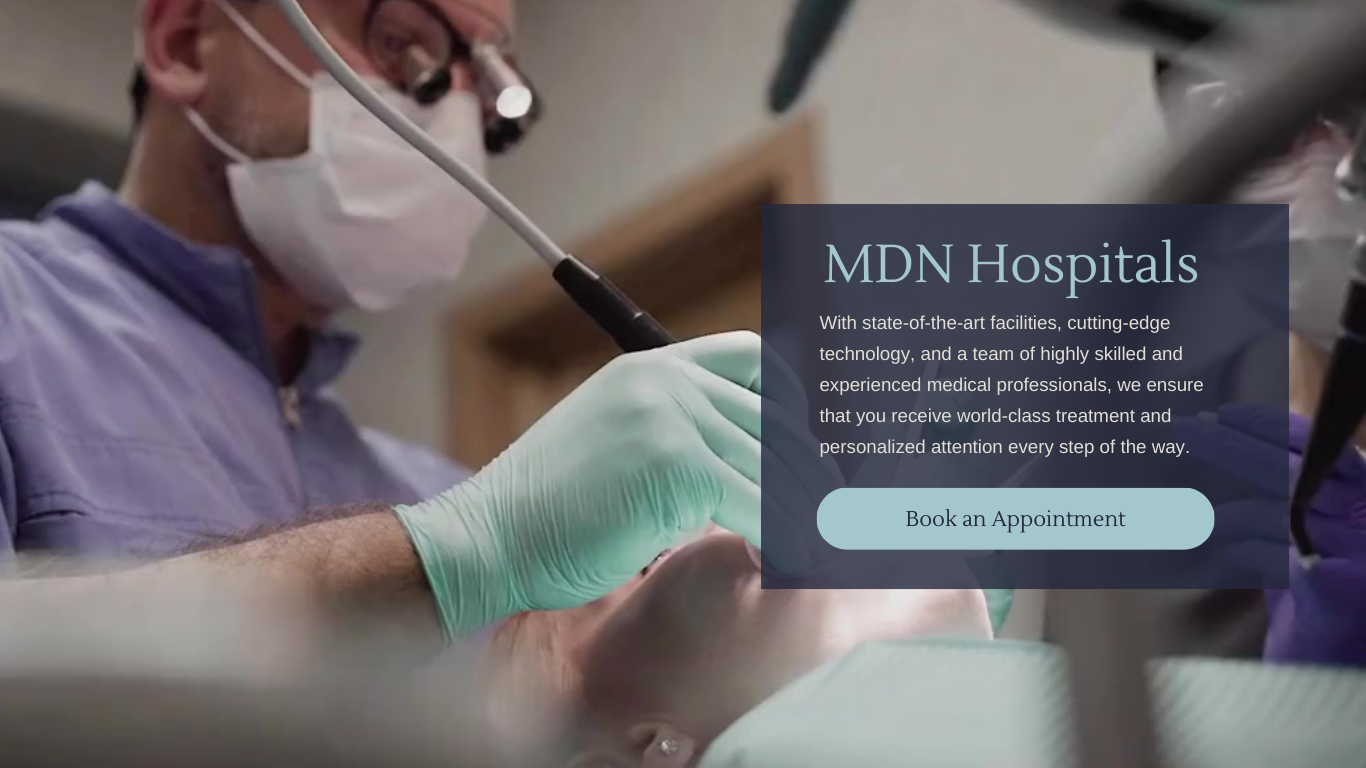 MDN Hospitals
With state-of-the-art facilities, cutting-edge
technology, and a team of highly skilled and
experienced medical professionals, we ensure
that you receive world-class treatment and
personalized attention every step of the way.
Book an Appointment